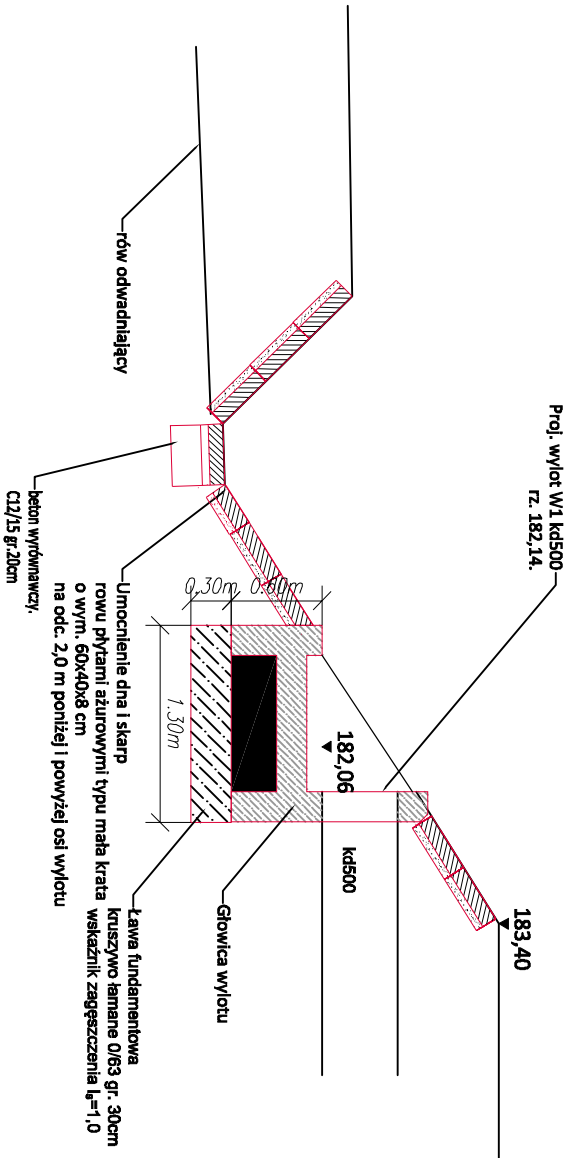 Proj. wylot W1 kd500
rz. 182,14.
183,40
182,06
kd500
0,30m
0.60m
1.30m
rów odwadniający
beton wyrównawczy.
C12/15 gr.20cm
Umocnienie dna i skarp
rowu płytami ażurowymi typu mała krata
o wym. 60x40x8 cm
na odc. 2,0 m poniżej i powyżej osi wylotu
Głowica wylotu
Ława fundamentowa
kruszywo łamane 0/63 gr. 30cm
wskaźnik zagęszczenia Iₛ=1,0